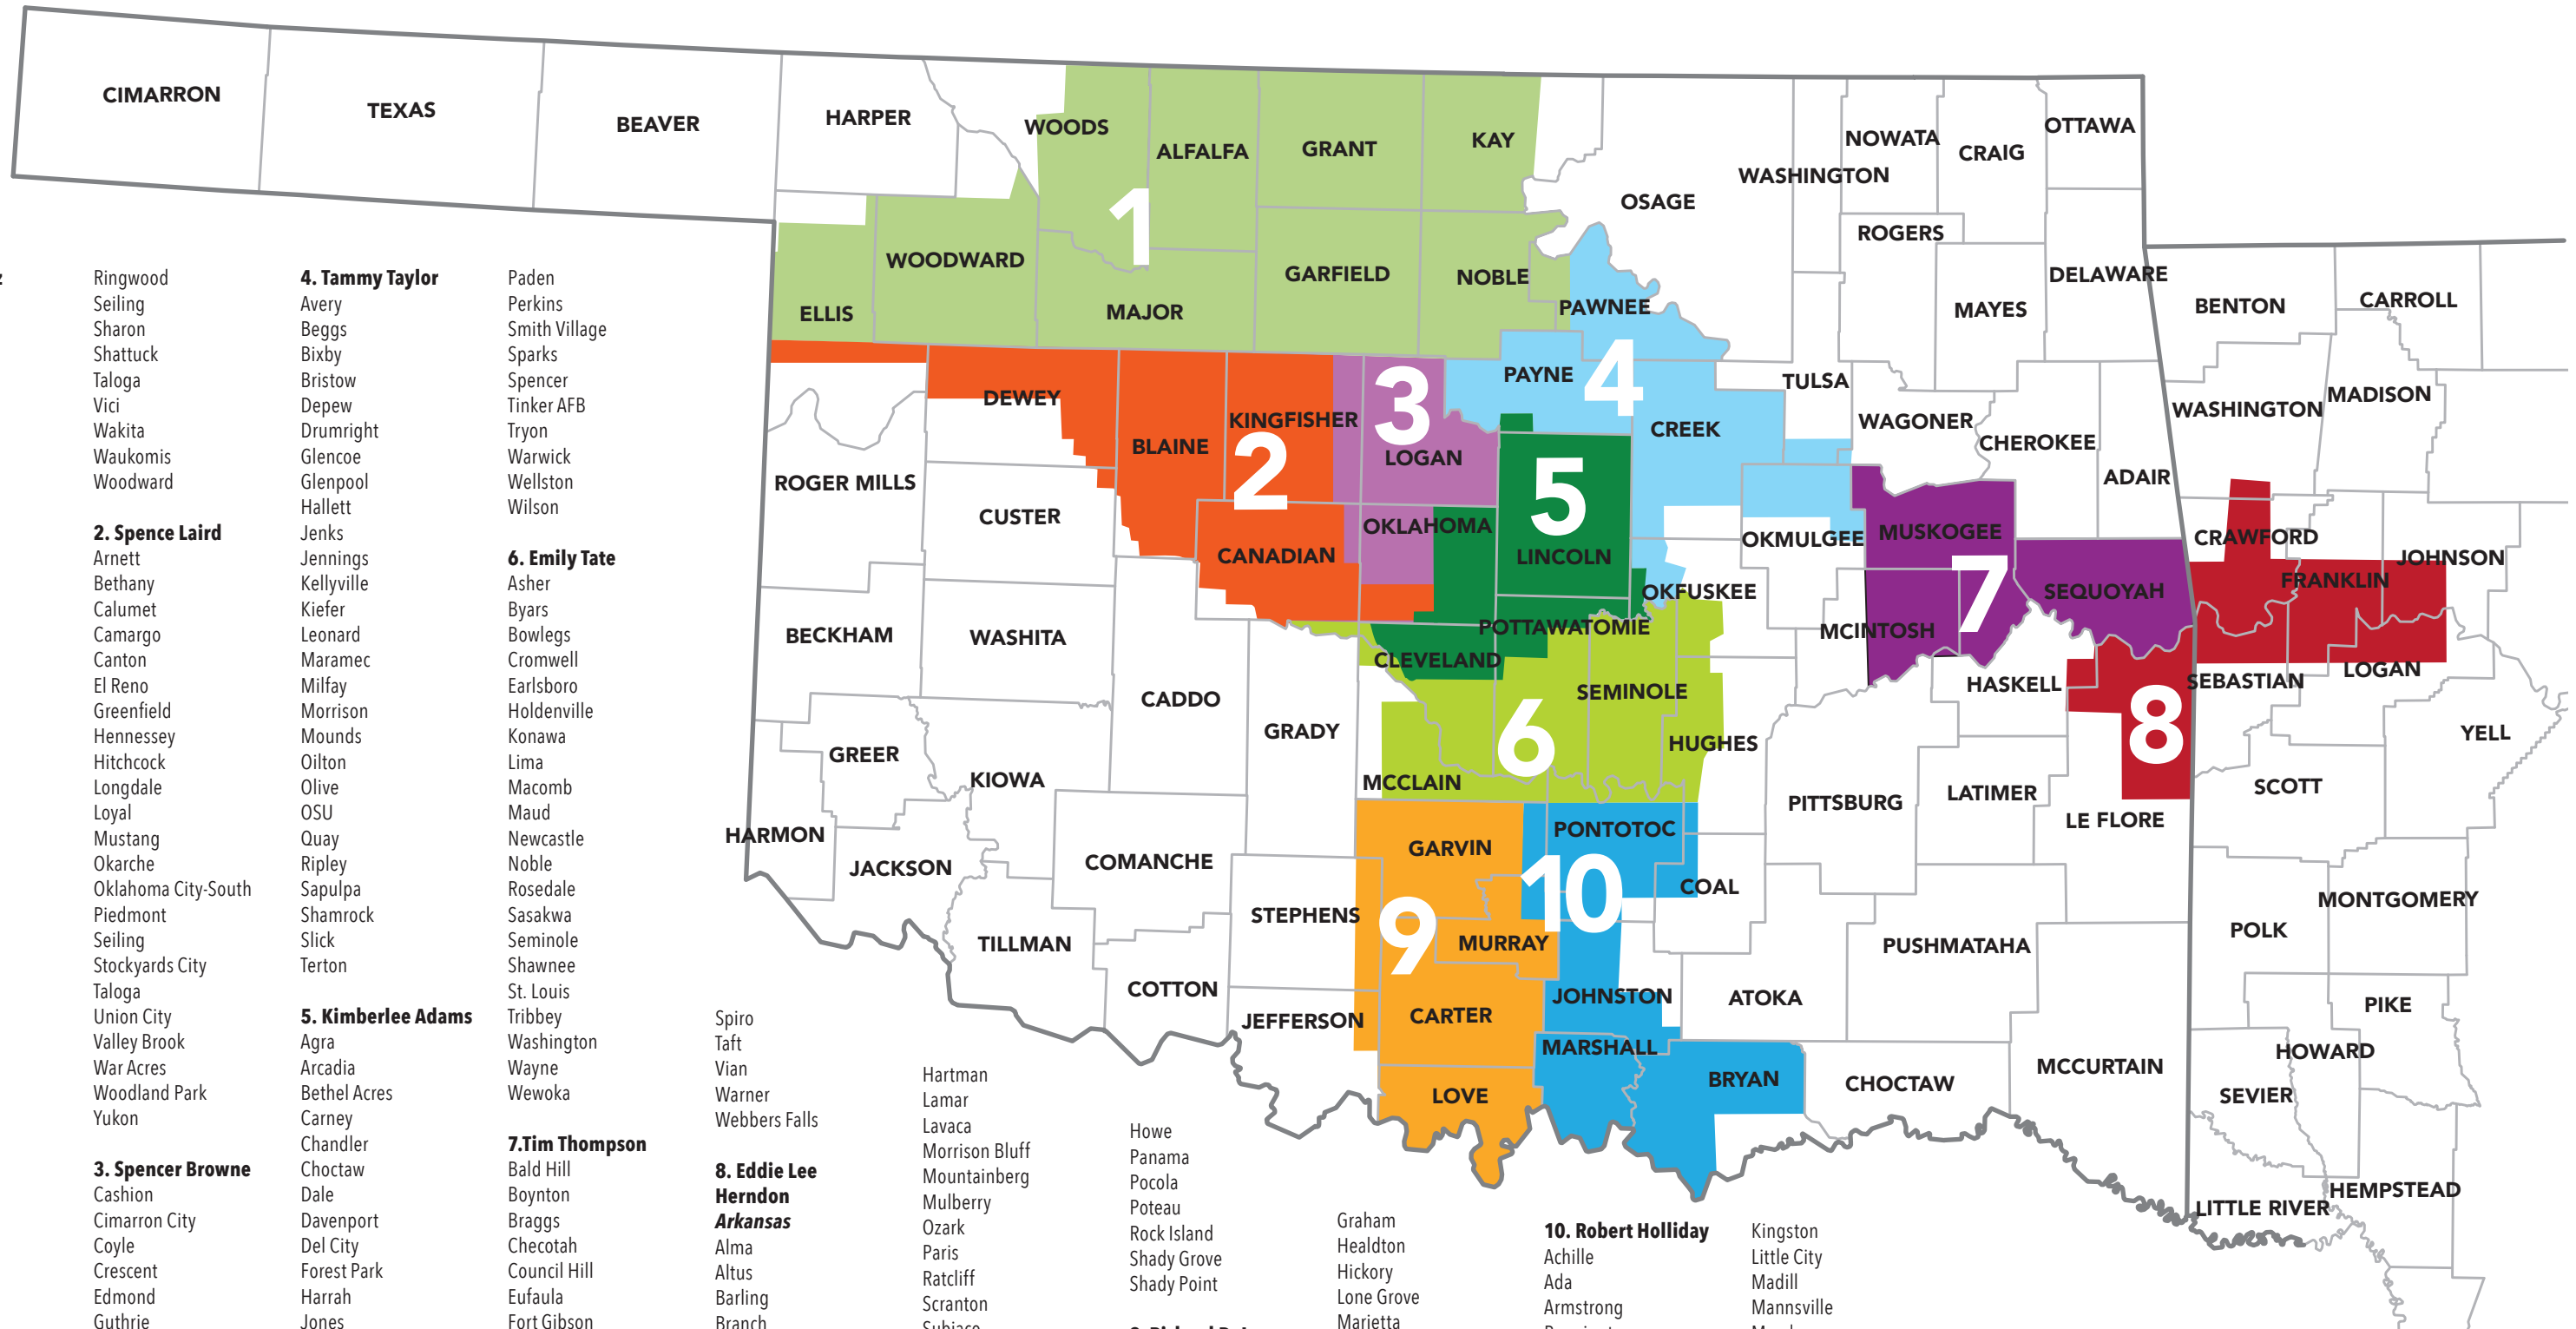 CIMARRON
TEXAS
BEAVER
HARPER
WOODS
ALFALFA
GRANT
KAY
OSAGE
WASHINGTON
NOWATA
CRAIG
OTTAWA
ROGERS
DELAWARE
MAYES
1
WOODWARD
ELLIS
MAJOR
GARFIELD
NOBLE
PAWNEE
BENTON
CARROLL
DEWEY
BLAINE
KINGFISHER
2
3
LOGAN
PAYNE
4
CREEK
TULSA
WAGONER
CHEROKEE
ADAIR
WASHINGTON
MADISON
ROGER MILLS
CUSTER
CANADIAN
OKLAHOMA
5
LINCOLN
OKMULGEE
MUSKOGEE
CRAWFORD
JOHNSON
FRANKLIN
OKFUSKEE
7
SEQUOYAH
MCINTOSH
BECKHAM
WASHITA
POTTAWATOMIE
CLEVELAND
CADDO
SEMINOLE
HASKELL
SEBASTIAN
LOGAN
8
GRADY
6
HUGHES
YELL
GREER
KIOWA
MCCLAIN
PITTSBURG
LATIMER
LE FLORE
SCOTT
HARMON
JACKSON
COMANCHE
GARVIN
PONTOTOC
10
COAL
STEPHENS
9
MURRAY
MONTGOMERY
POLK
TILLMAN
PUSHMATAHA
COTTON
JEFFERSON
CARTER
JOHNSTON
ATOKA
PIKE
MARSHALL
HOWARD
LOVE
BRYAN
CHOCTAW
MCCURTAIN
SEVIER
LITTLE RIVER
HEMPSTEAD
Ringwood
Seiling
Sharon
Shattuck
Taloga
Vici
Wakita
Waukomis
Woodward
2. Spence Laird
Arnett
Bethany
Calumet
Camargo
Canton
El Reno
Greenfield
Hennessey
Hitchcock
Longdale
Loyal
Mustang
Okarche
Oklahoma City-South
Piedmont
Seiling
Stockyards City
Taloga
Union City
Valley Brook
War Acres
Woodland Park
Yukon
3. Spencer Browne
Cashion
Cimarron City
Coyle
Crescent
Edmond
Guthrie
4. Tammy Taylor
Avery
Beggs
Bixby
Bristow
Depew
Drumright
Glencoe
Glenpool
Hallett
Jenks
Jennings
Kellyville
Kiefer
Leonard
Maramec
Milfay
Morrison
Mounds
Oilton
Olive
OSU
Quay
Ripley
Sapulpa
Shamrock
Slick
Terton
5. Kimberlee Adams
Agra
Arcadia
Bethel Acres
Carney
Chandler
Choctaw
Dale
Davenport
Del City
Forest Park
Harrah
Jones
Paden
Perkins
Smith Village
Sparks
Spencer
Tinker AFB
Tryon
Warwick
Wellston
Wilson
6. Emily Tate
Asher
Byars
Bowlegs
Cromwell
Earlsboro
Holdenville
Konawa
Lima
Macomb
Maud
Newcastle
Noble
Rosedale
Sasakwa
Seminole
Shawnee
St. Louis
Tribbey
Washington
Wayne
Wewoka
7.Tim Thompson
Bald Hill
Boynton
Braggs
Checotah
Council Hill
Eufaula
Fort Gibson
Spiro
Taft
Vian
Warner
Webbers Falls
8. Eddie Lee
Herndon
Arkansas
Alma
Altus
Barling
Branch
Hartman
Lamar
Lavaca
Morrison Bluff
Mountainberg
Mulberry
Ozark
Paris
Ratcliff
Scranton
Howe
Panama
Pocola
Poteau
Rock Island
Shady Grove
Shady Point
Graham
Healdton
Hickory
Lone Grove
Marietta
10. Robert Holliday
Achille
Ada
Armstrong
Kingston
Little City
Madill
Mannsville